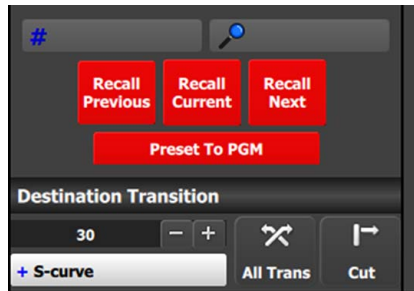 #
Recall Recall Recall
Previous Current Next
Preset To PGM
Destination Transition
30 − +
+ S-curve All Trans Cut